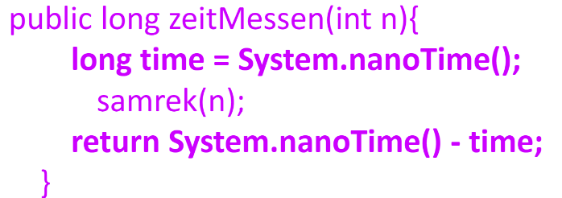 public long zeitMessen(int n){
long time = System.nanoTime();
samrek(n);
return System.nanoTime() - time;
}